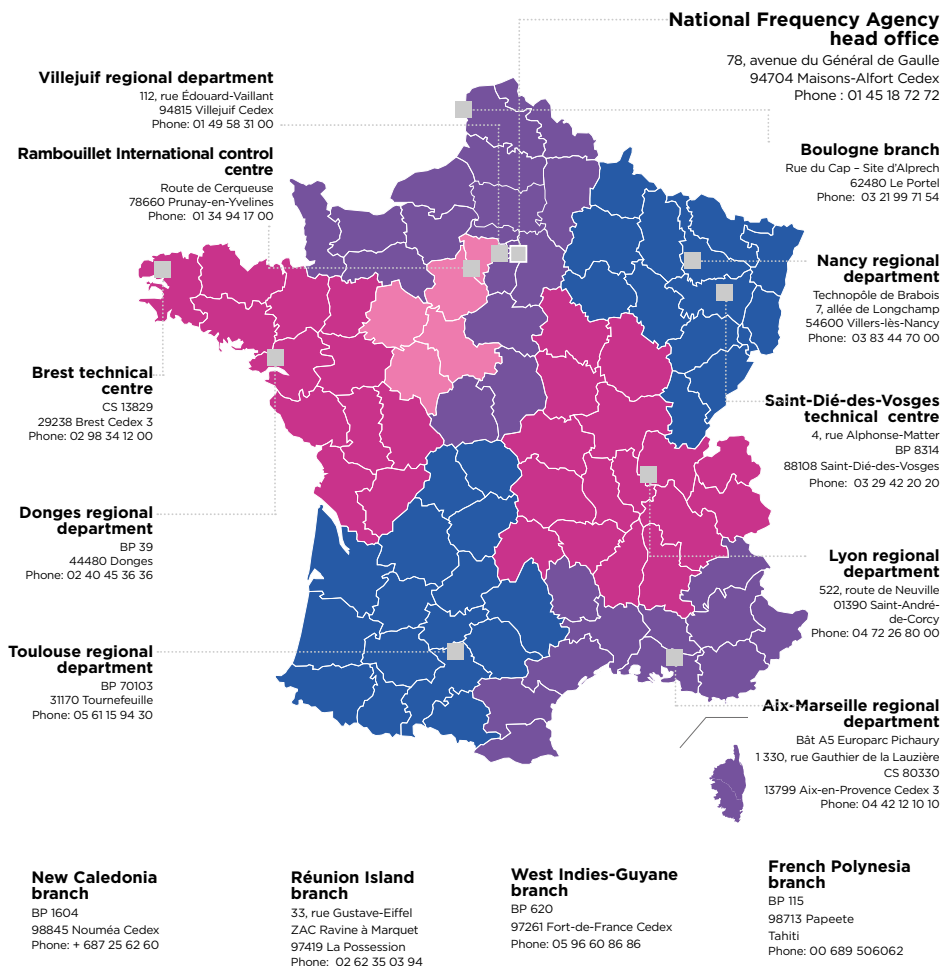 National Frequency Agency
head office
78, avenue du Général de Gaulle
94704 Maisons-Alfort Cedex
Phone : 01 45 18 72 72
Villejuif regional department
112, rue Édouard-Vaillant
94815 Villejuif Cedex
Phone: 01 49 58 31 00
Rambouillet International control
centre
Route de Cerqueuse
78660 Prunay-en-Yvelines
Phone: 01 34 94 17 00
Boulogne branch
Rue du Cap – Site d'Alprech
62480 Le Portel
Phone: 03 21 99 71 54
Nancy regional
department
Technopôle de Brabois
7, allée de Longchamp
54600 Villers-lès-Nancy
Phone: 03 83 44 70 00
Brest technical
centre
CS 13829
29238 Brest Cedex 3
Phone: 02 98 34 12 00
Saint-Dié-des-Vosges
technical centre
4, rue Alphonse-Matter
BP 8314
88108 Saint-Dié-des-Vosges
Phone: 03 29 42 20 20
Donges regional
department
BP 39
44480 Donges
Phone: 02 40 45 36 36
Lyon regional
department
522, route de Neuville
01390 Saint-André-
de-Corcy
Phone: 04 72 26 80 00
Toulouse regional
department
BP 70103
31170 Tournefeuille
Phone: 05 61 15 94 30
Aix-Marseille regional
department
Bât A5 Europarc Pichaury
1 330, rue Gauthier de la Lauzière
CS 80330
13799 Aix-en-Provence Cedex 3
Phone: 04 42 12 10 10
New Caledonia
branch
BP 1604
98845 Nouméa Cedex
Phone: + 687 25 62 60
Réunion Island
branch
33, rue Gustave-Eiffel
ZAC Ravine à Marquet
97419 La Possession
Phone: 02 62 35 03 94
West Indies-Guyane
branch
BP 620
97261 Fort-de-France Cedex
Phone: 05 96 60 86 86
French Polynesia
branch
BP 115
98713 Papeete
Tahiti
Phone: 00 689 506062